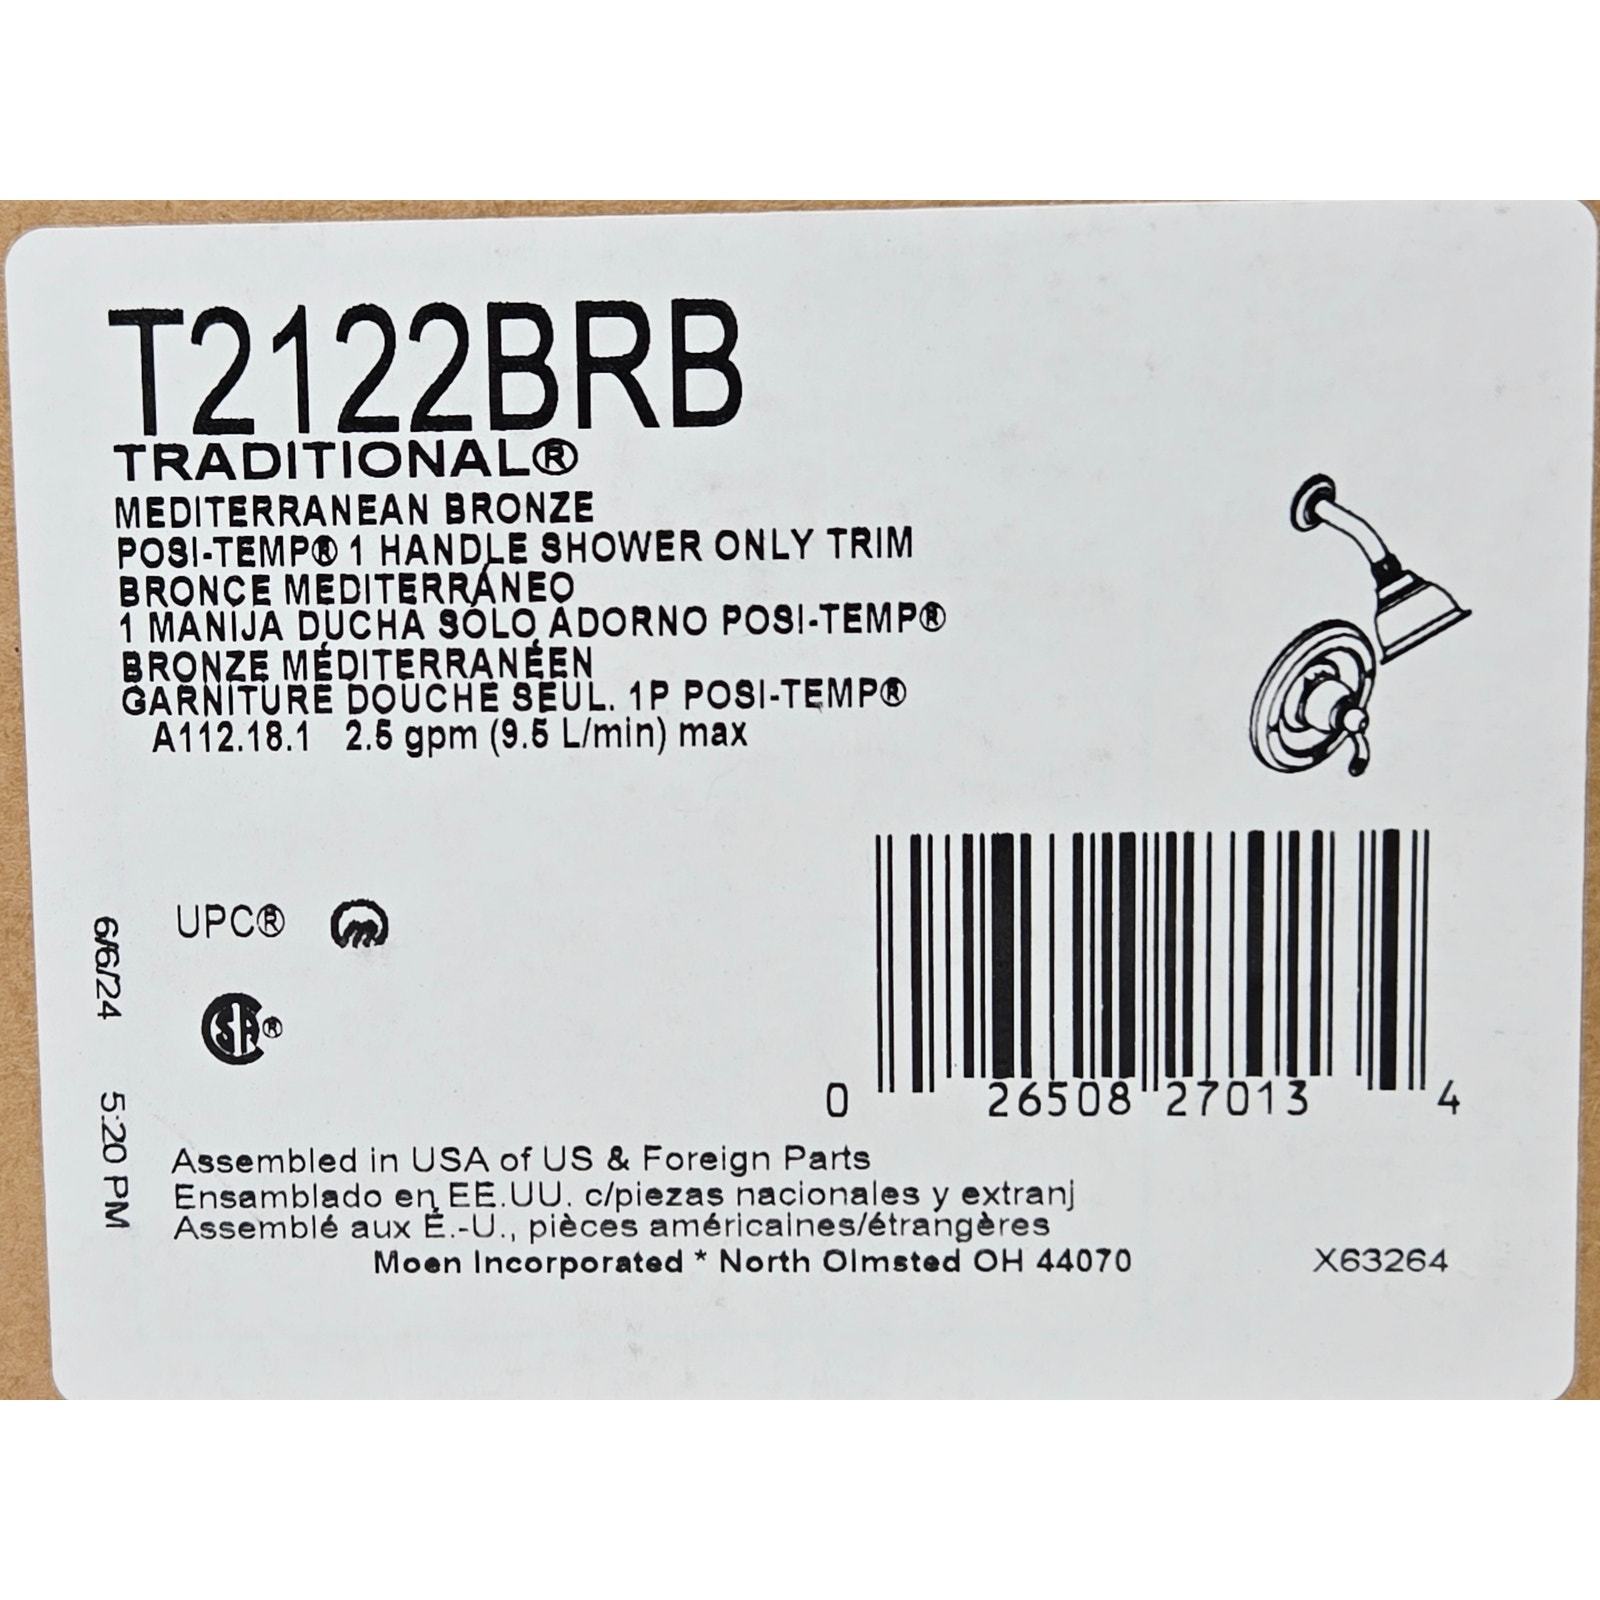 T2122BRB
TRADITIONAL®
MEDITERRANEAN BRONZE
POSI-TEMP® 1 HANDLE SHOWER ONLY TRIM
BRONCE MEDITERRÁNEO
1 MANIJA DUCHA SÓLO ADORNO POSI-TEMP®
BRONZE MÉDITERRANÉEN
GARNITURE DOUCHE SEUL. 1P POSI-TEMP®
A112.18.1 2.5 gpm (9.5 L/min) max
UPC®
6/6/24 5:20 PM
SA®
0 26508 27013 4
Assembled in USA of US & Foreign Parts
Ensamblado en EE.UU. c/piezas nacionales y extranj
Assemblé aux É.-U., pièces américaines/étrangères
Moen Incorporated * North Olmsted OH 44070
X63264